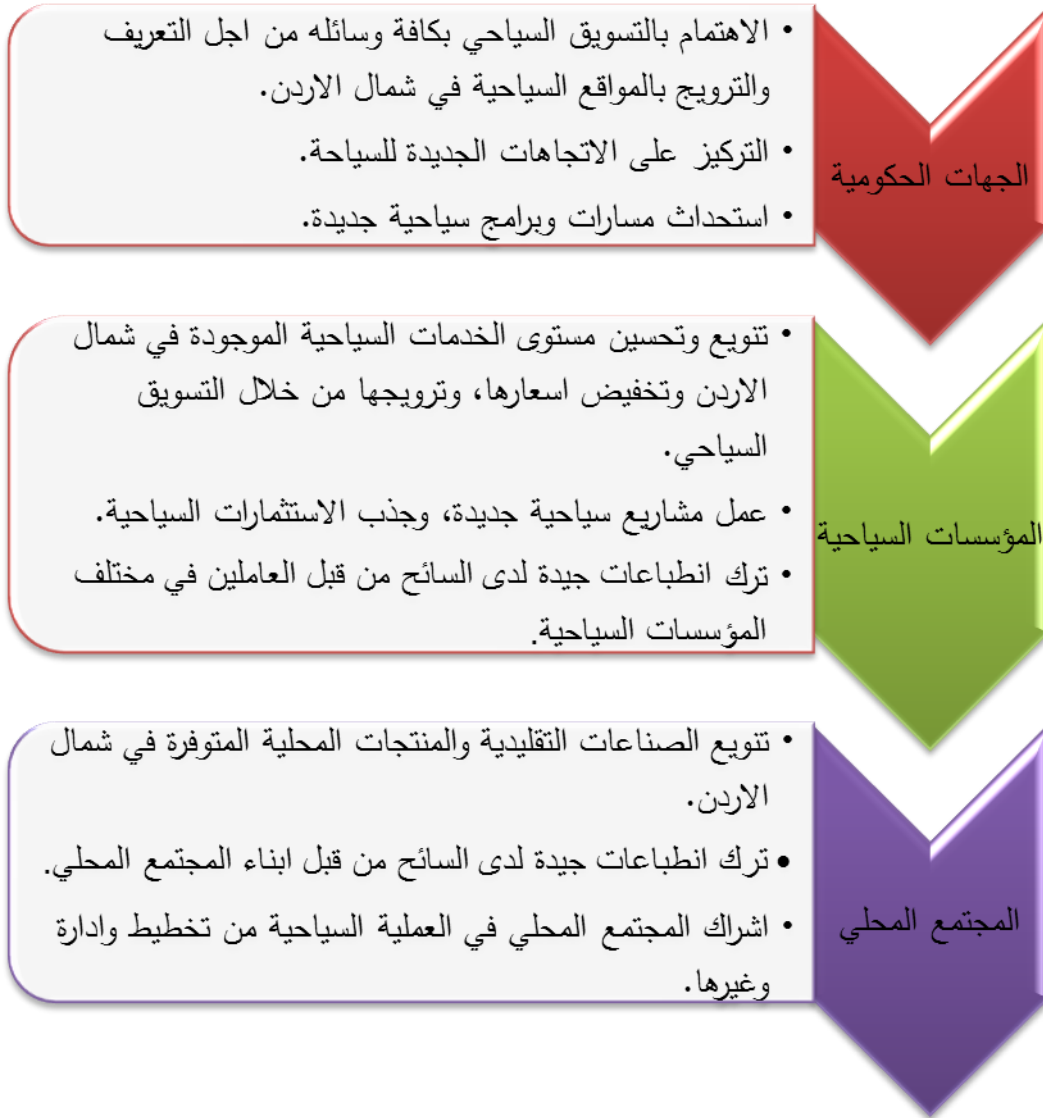 الجهات الحكومية
• الاهتمام بالتسويق السياحي بكافة وسائله من اجل التعريف
والترويج بالمواقع السياحية في شمال الاردن.
• التركيز على الاتجاهات الجديدة للسياحة.
• استحداث مسارات وبرامج سياحية جديدة.
المؤسسات السياحية
• تنويع وتحسين مستوى الخدمات السياحية الموجودة في شمال
الاردن وتخفيض اسعارها، وترويجها من خلال التسويق
السياحي.
• عمل مشاريع سياحية جديدة، وجذب الاستثمارات السياحية.
• ترك انطباعات جيدة لدى السائح من قبل العاملين في مختلف
المؤسسات السياحية.
المجتمع المحلي
• تنويع الصناعات التقليدية والمنتجات المحلية المتوفرة في شمال
الاردن.
• ترك انطباعات جيدة لدى السائح من قبل ابناء المجتمع المحلي.
• اشراك المجتمع المحلي في العملية السياحية من تخطيط وادارة
وغيرها.